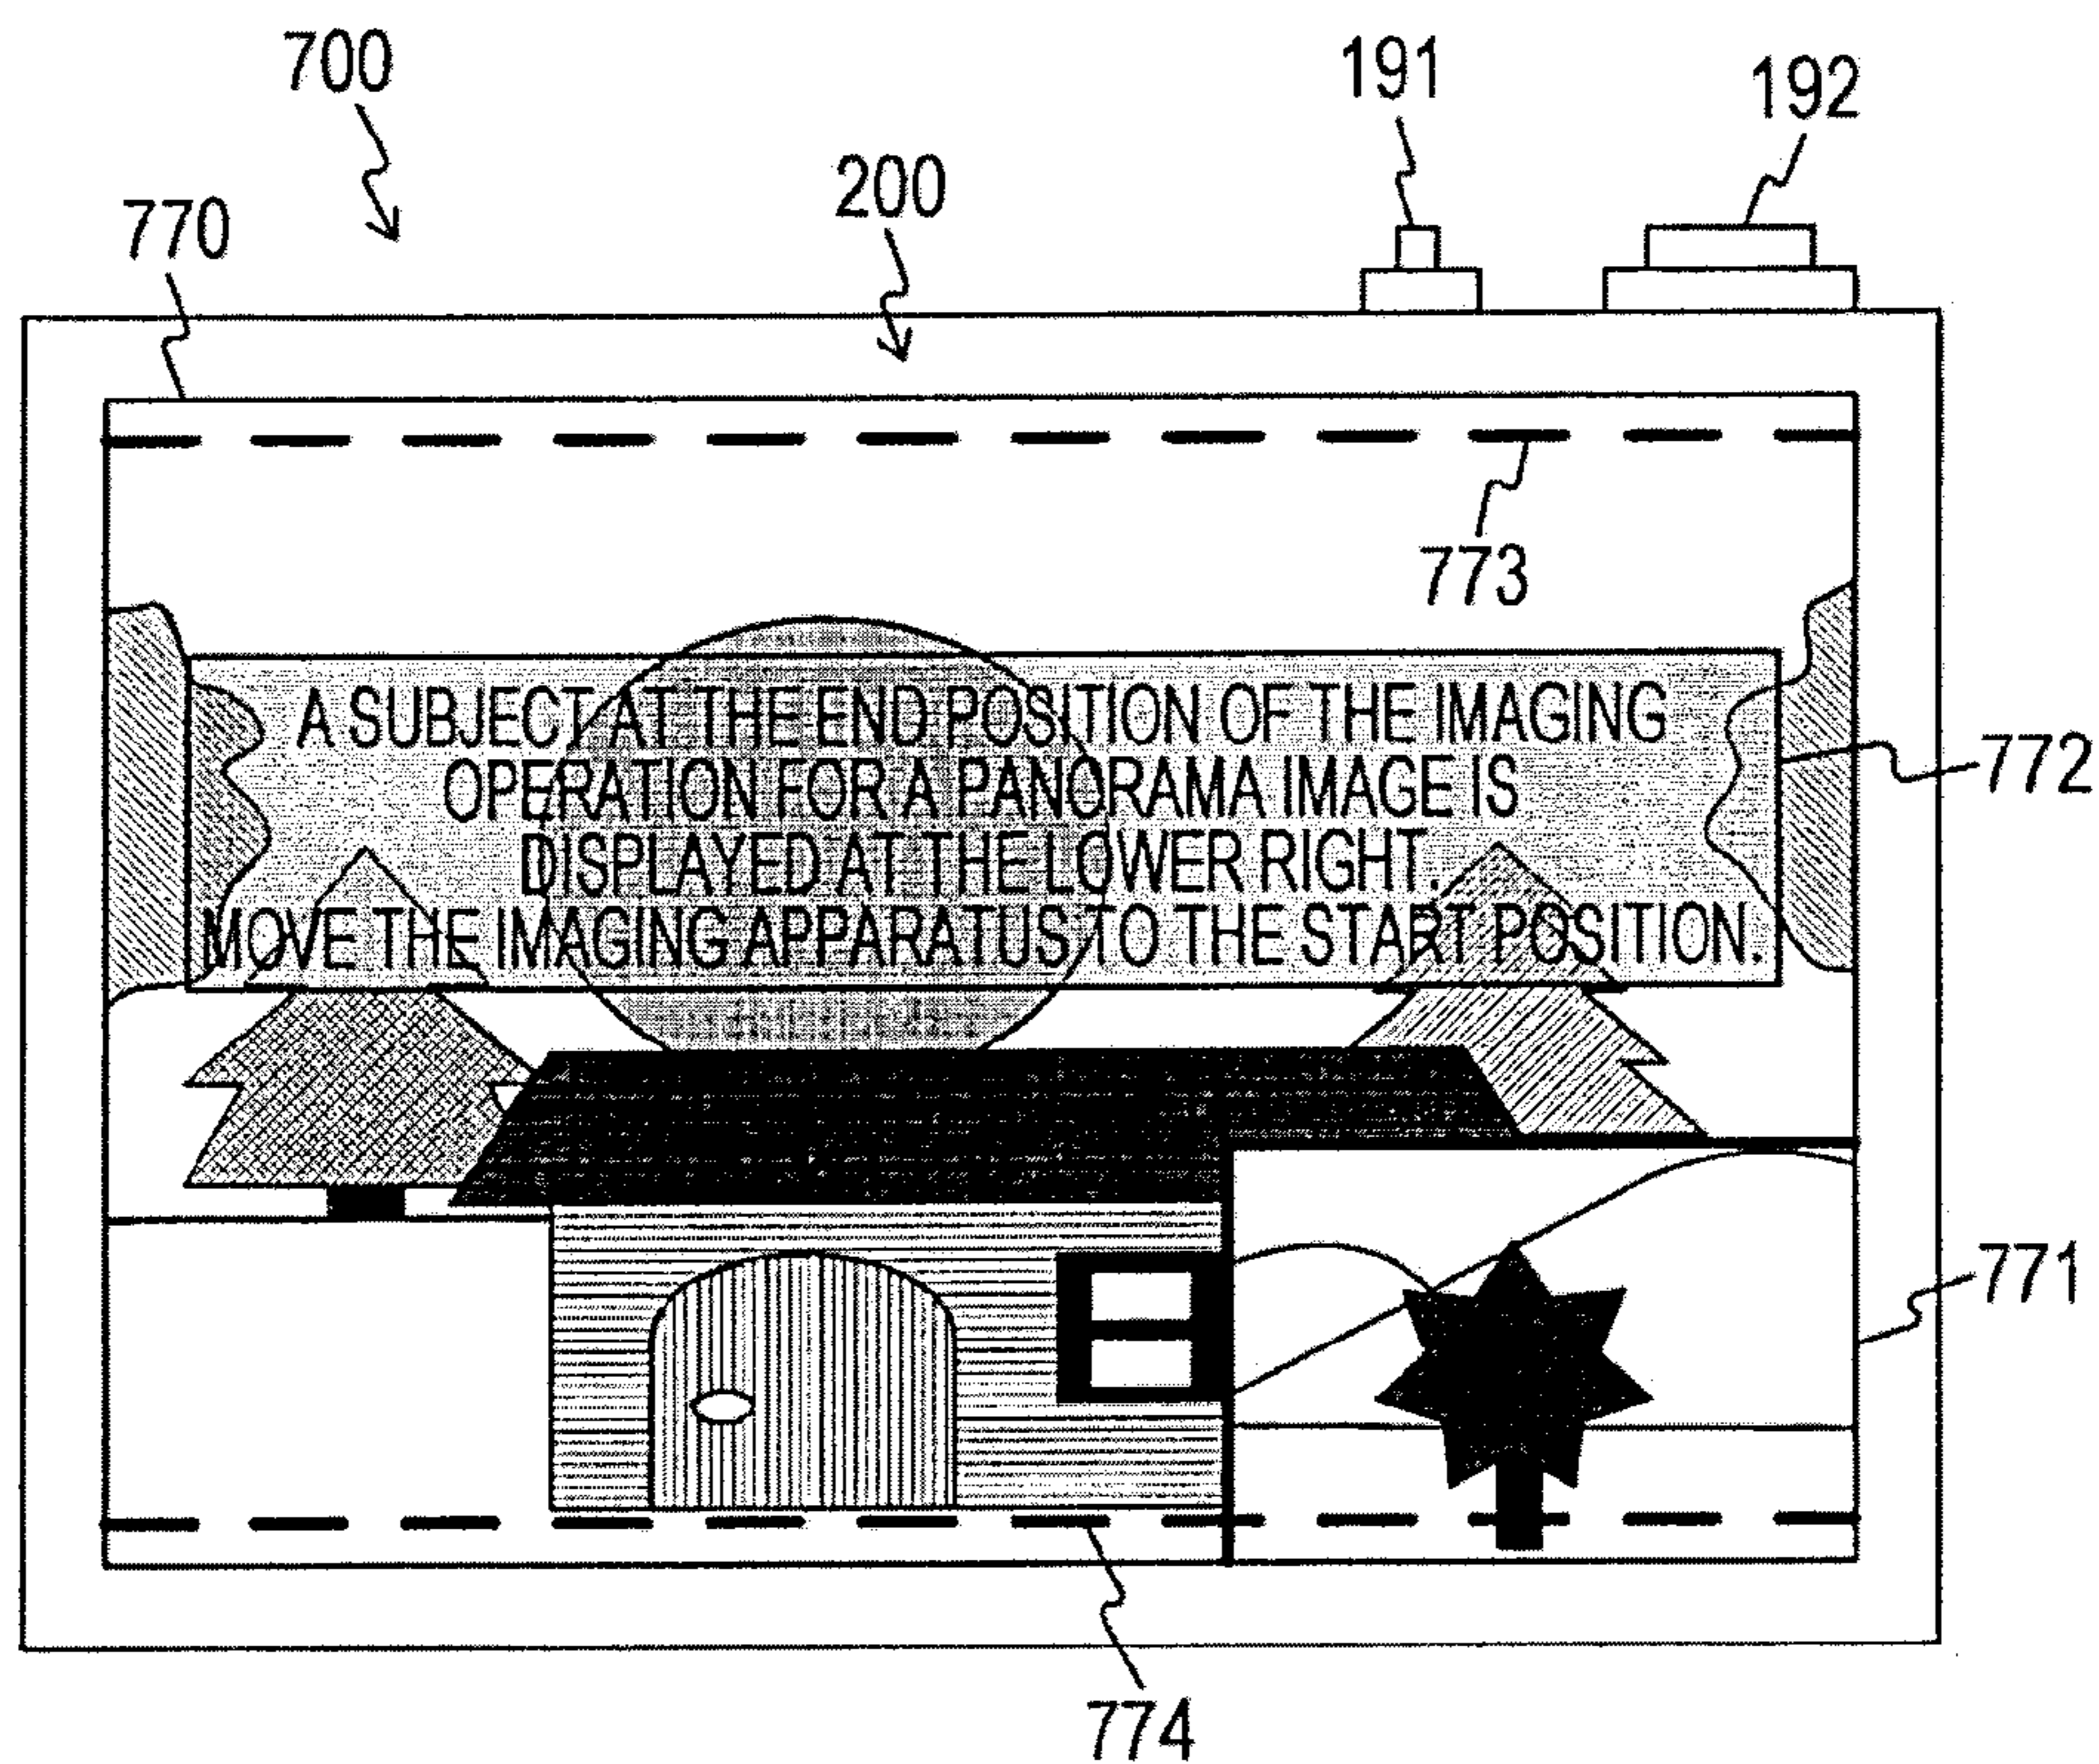 700
191
192
200
770
773
A SUBJECT AT THE END POSITION OF THE IMAGING
OPERATION FOR A PANORAMA IMAGE IS
DISPLAYED AT THE LOWER RIGHT.
MOVE THE IMAGING APPARATUS TO THE START POSITION.
772
771
774